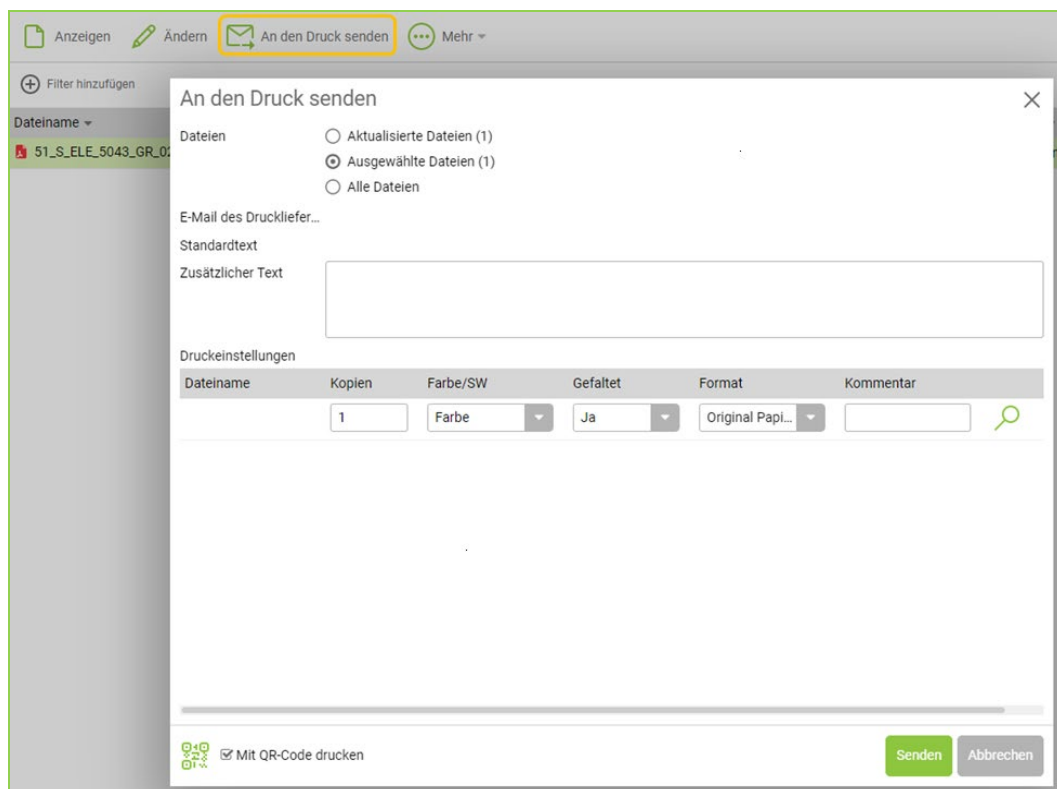 Anzeigen Ändern An den Druck senden Mehr
Filter hinzufügen
An den Druck senden
Dateiname
Dateien Aktualisierte Dateien (1)
51_S_ELE_5043_GR_02 Ausgewählte Dateien (1)
Alle Dateien
E-Mail des Druckliefer...
Standardtext
Zusätzlicher Text
Druckeinstellungen
Dateiname Kopien Farbe/SW Gefaltet Format Kommentar
1 Farbe Ja Original Papi...
Mit QR-Code drucken Senden Abbrechen